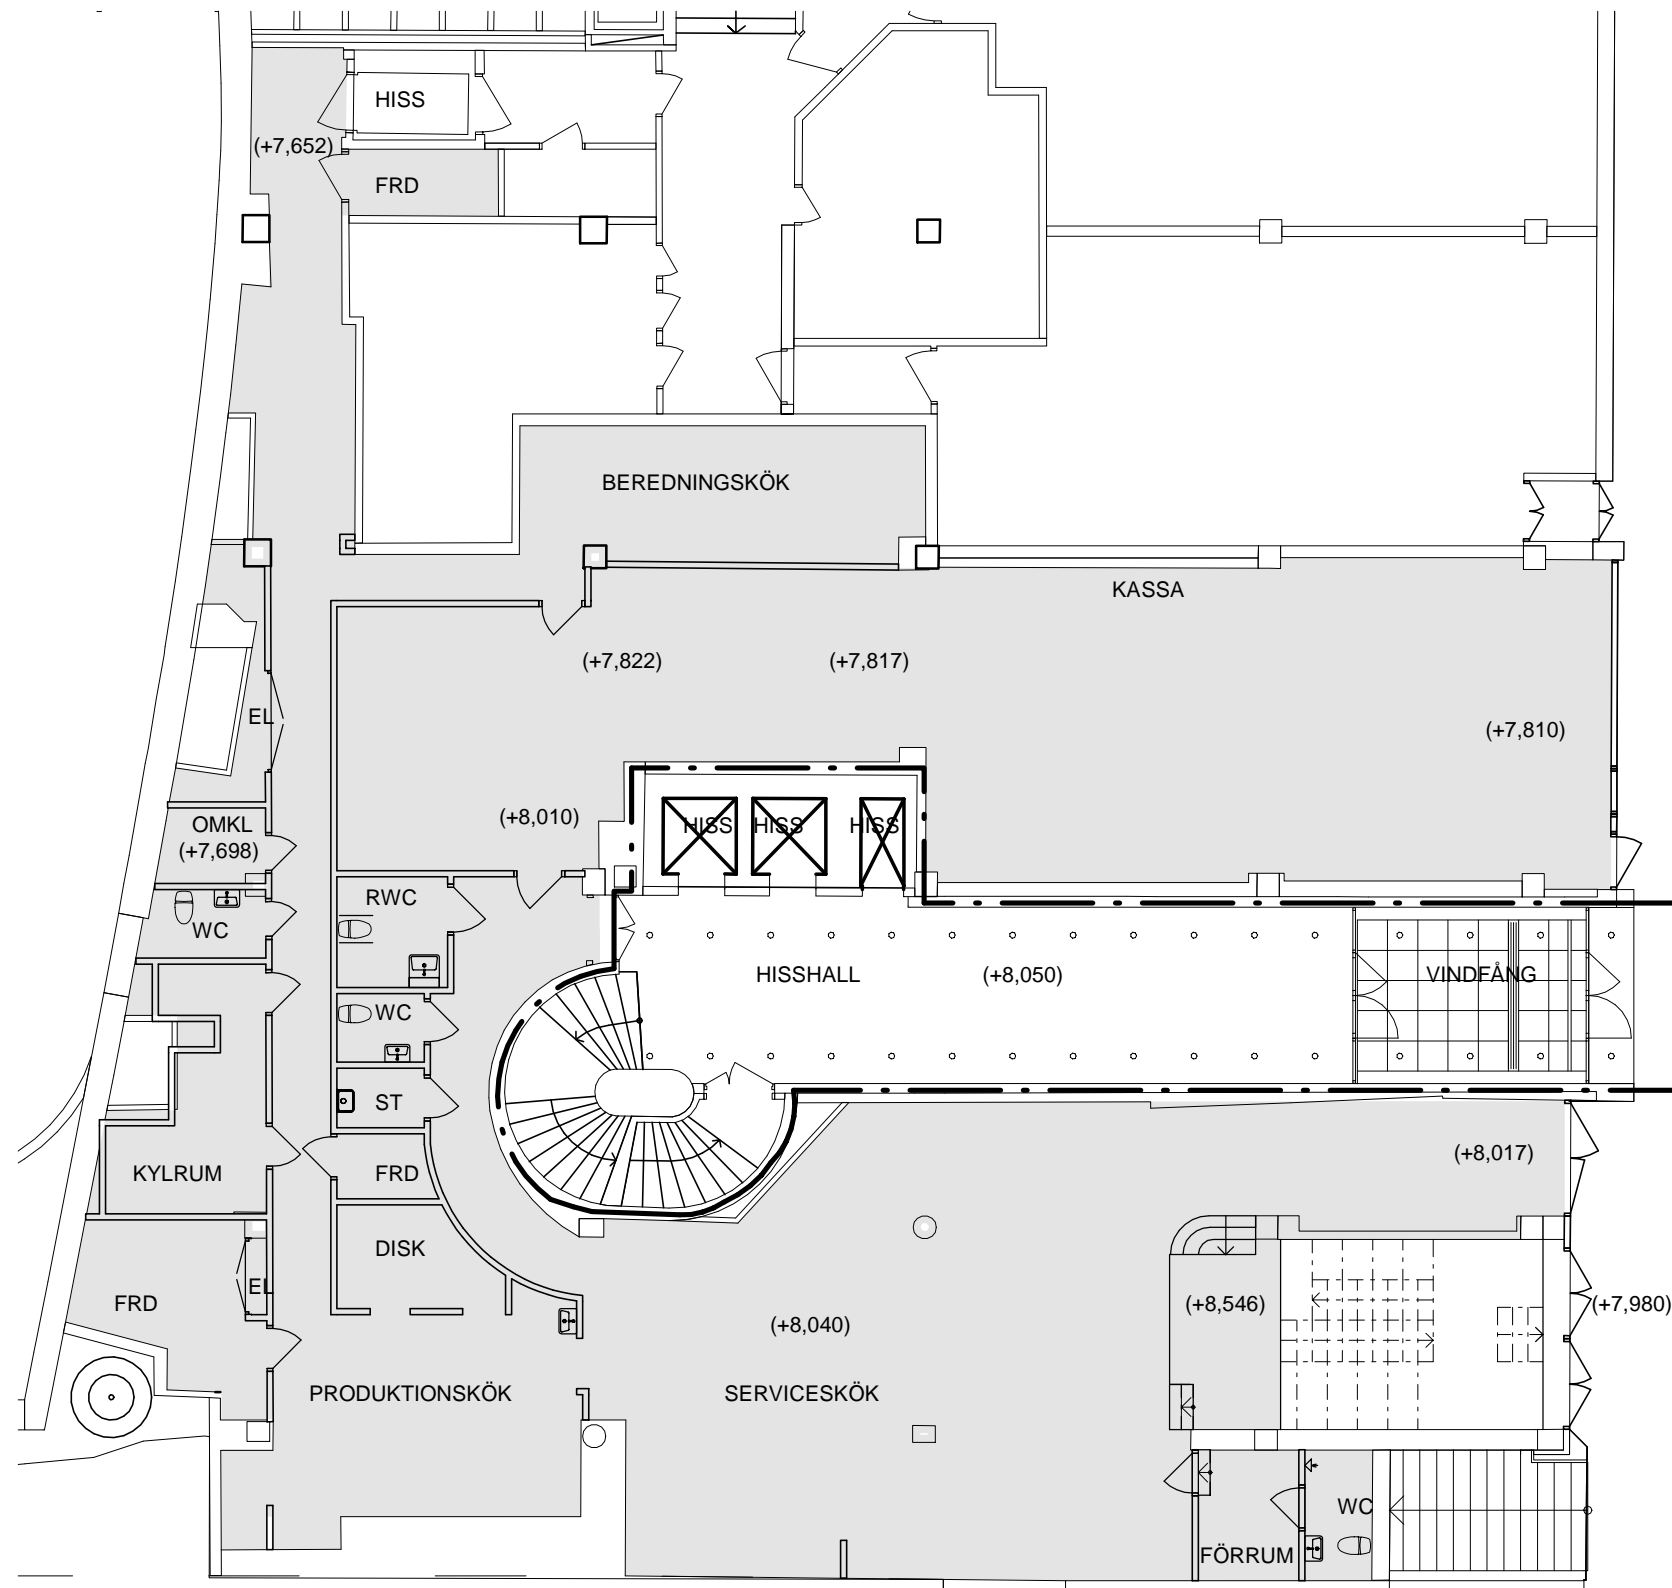 HISS
(+7,652)
FRD
BEREDNINGSKÖK
KASSA
(+7,822)
(+7,817)
EL
(+7,810)
(+8,010)
OMKL
(+7,698)
HISS
HISS
HISS
RWC
WC
HISSHALL
(+8,050)
VINDFÅNG
WC
ST
KYLRUM
FRD
(+8,017)
DISK
EL
FRD
(+8,040)
(+8,546)
(+7,980)
PRODUKTIONSKÖK
SERVICESKÖK
WC
FÖRRUM